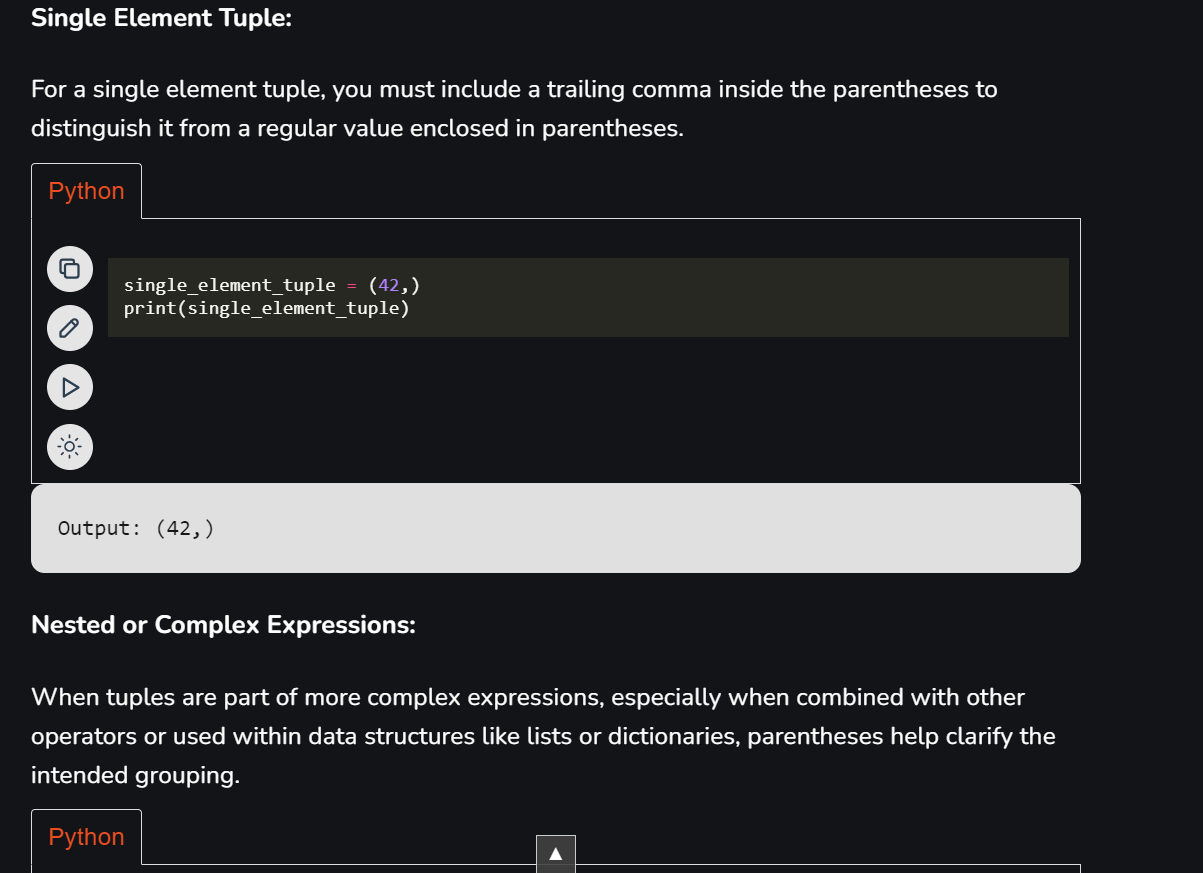 Single Element Tuple:
For a single element tuple, you must include a trailing comma inside the parentheses to
distinguish it from a regular value enclosed in parentheses.
Python
single_element_tuple = (42,)
print(single_element_tuple)
Output: (42,)
Nested or Complex Expressions:
When tuples are part of more complex expressions, especially when combined with other
operators or used within data structures like lists or dictionaries, parentheses help clarify the
intended grouping.
Python